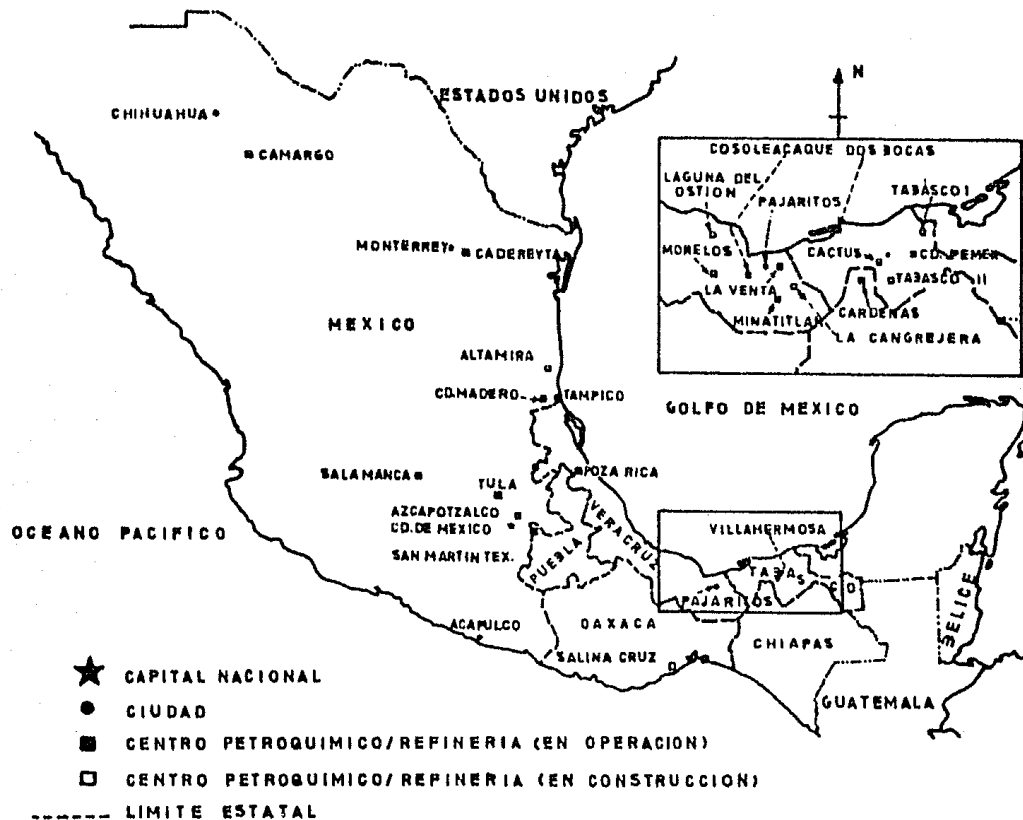 ESTADOS UNIDOS
N
CHIHUAHUA
CAMARGO
COSOLEACAQUE DOS BOCAS
LAGUNA DEL
OSTION
PAJARITOS
TABASCO I
MORELOS
CACTUS
CD. PEMEX
LA VENTA
TABASCO II
MINATITLAN
CARDENAS
LA CANGREJERA
MONTERREY
CADEREYTA
MEXICO
ALTAMIRA
CD.MADERO
TAMPICO
GOLFO DE MEXICO
SALAMANCA
POZA RICA
TULA
AZCAPOTZALCO
CD.DE MEXICO
OCEANO PACIFICO
SAN MARTIN TEX.
PUEBLA
VERACRUZ
VILLAHERMOSA
TABASCO
PAJARITOS
BELICE
ACAPULCO
OAXACA
CHIAPAS
SALINA CRUZ
GUATEMALA
CAPITAL NACIONAL
CIUDAD
CENTRO PETROQUIMICO/REFINERIA (EN OPERACION)
CENTRO PETROQUIMICO/REFINERIA (EN CONSTRUCCION)
LIMITE ESTATAL